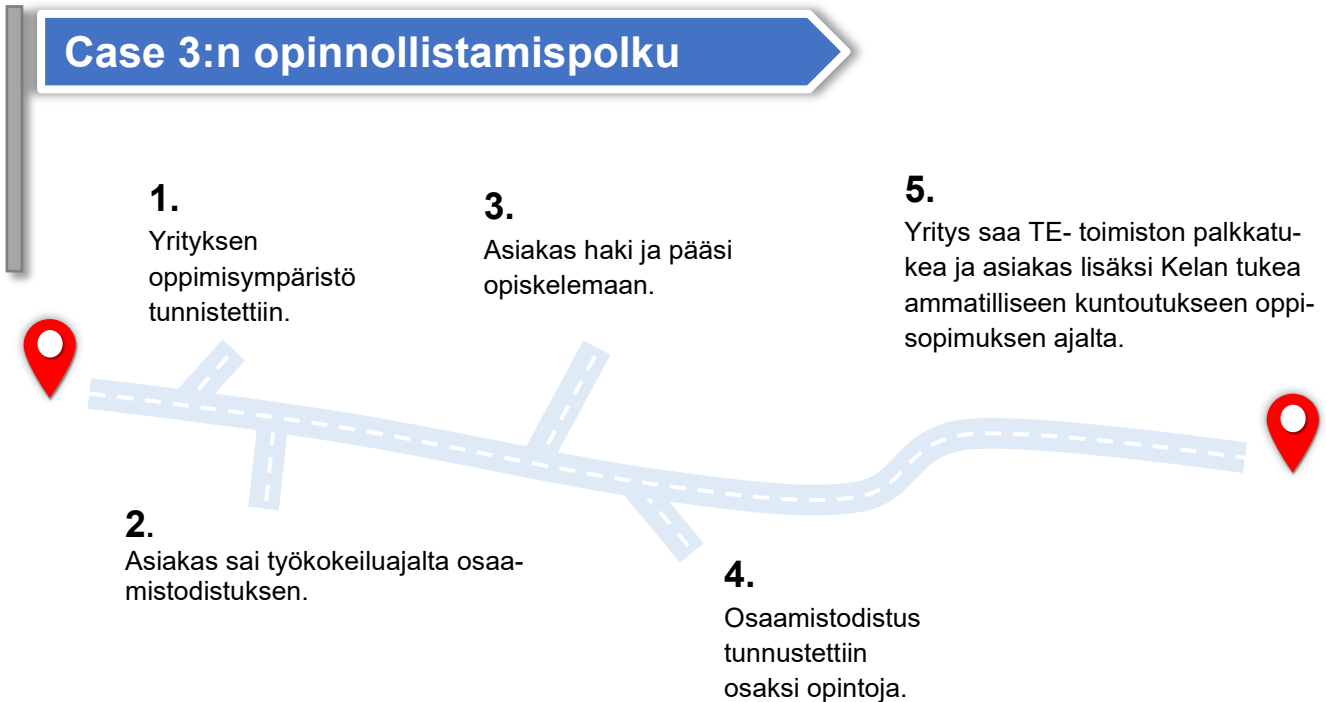 Case 3:n opinnollistamispolku
1.
Yrityksen
oppimisympäristö
tunnistettiin.
2.
Asiakas sai työkokeiluajalta osaa-
mistodistuksen.
3.
Asiakas haki ja pääsi
opiskelemaan.
4.
Osaamistodistus
tunnustettiin
osaksi opintoja.
5.
Yritys saa TE- toimiston palkkatu-
kea ja asiakas lisäksi Kelan tukea
ammatilliseen kuntoutukseen oppi-
sopimuksen ajalta.